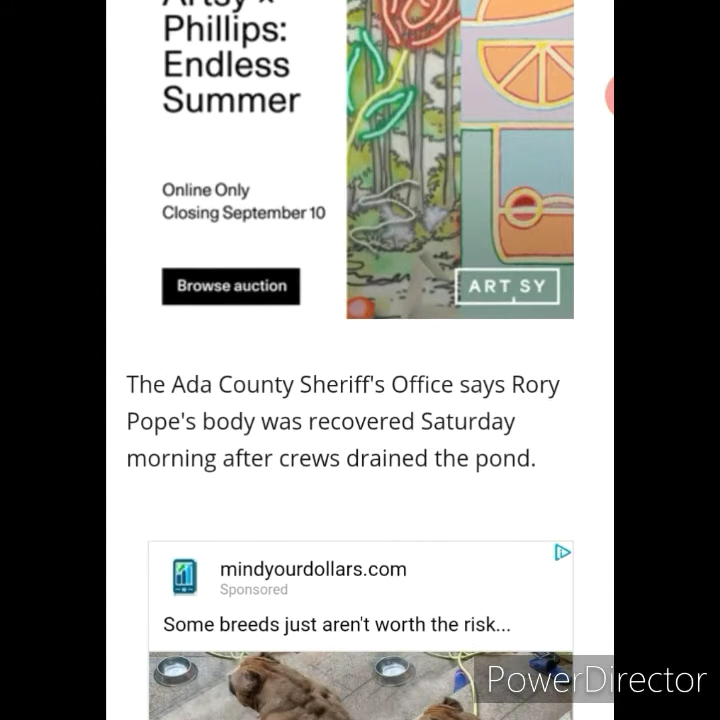 Artsy ×
Phillips:
Endless
Summer
Online Only
Closing September 10
Browse auction
ARTSY
The Ada County Sheriff's Office says Rory
Pope's body was recovered Saturday
morning after crews drained the pond.
mindyourdollars.com
Sponsored
Some breeds just aren't worth the risk...
PowerDirector